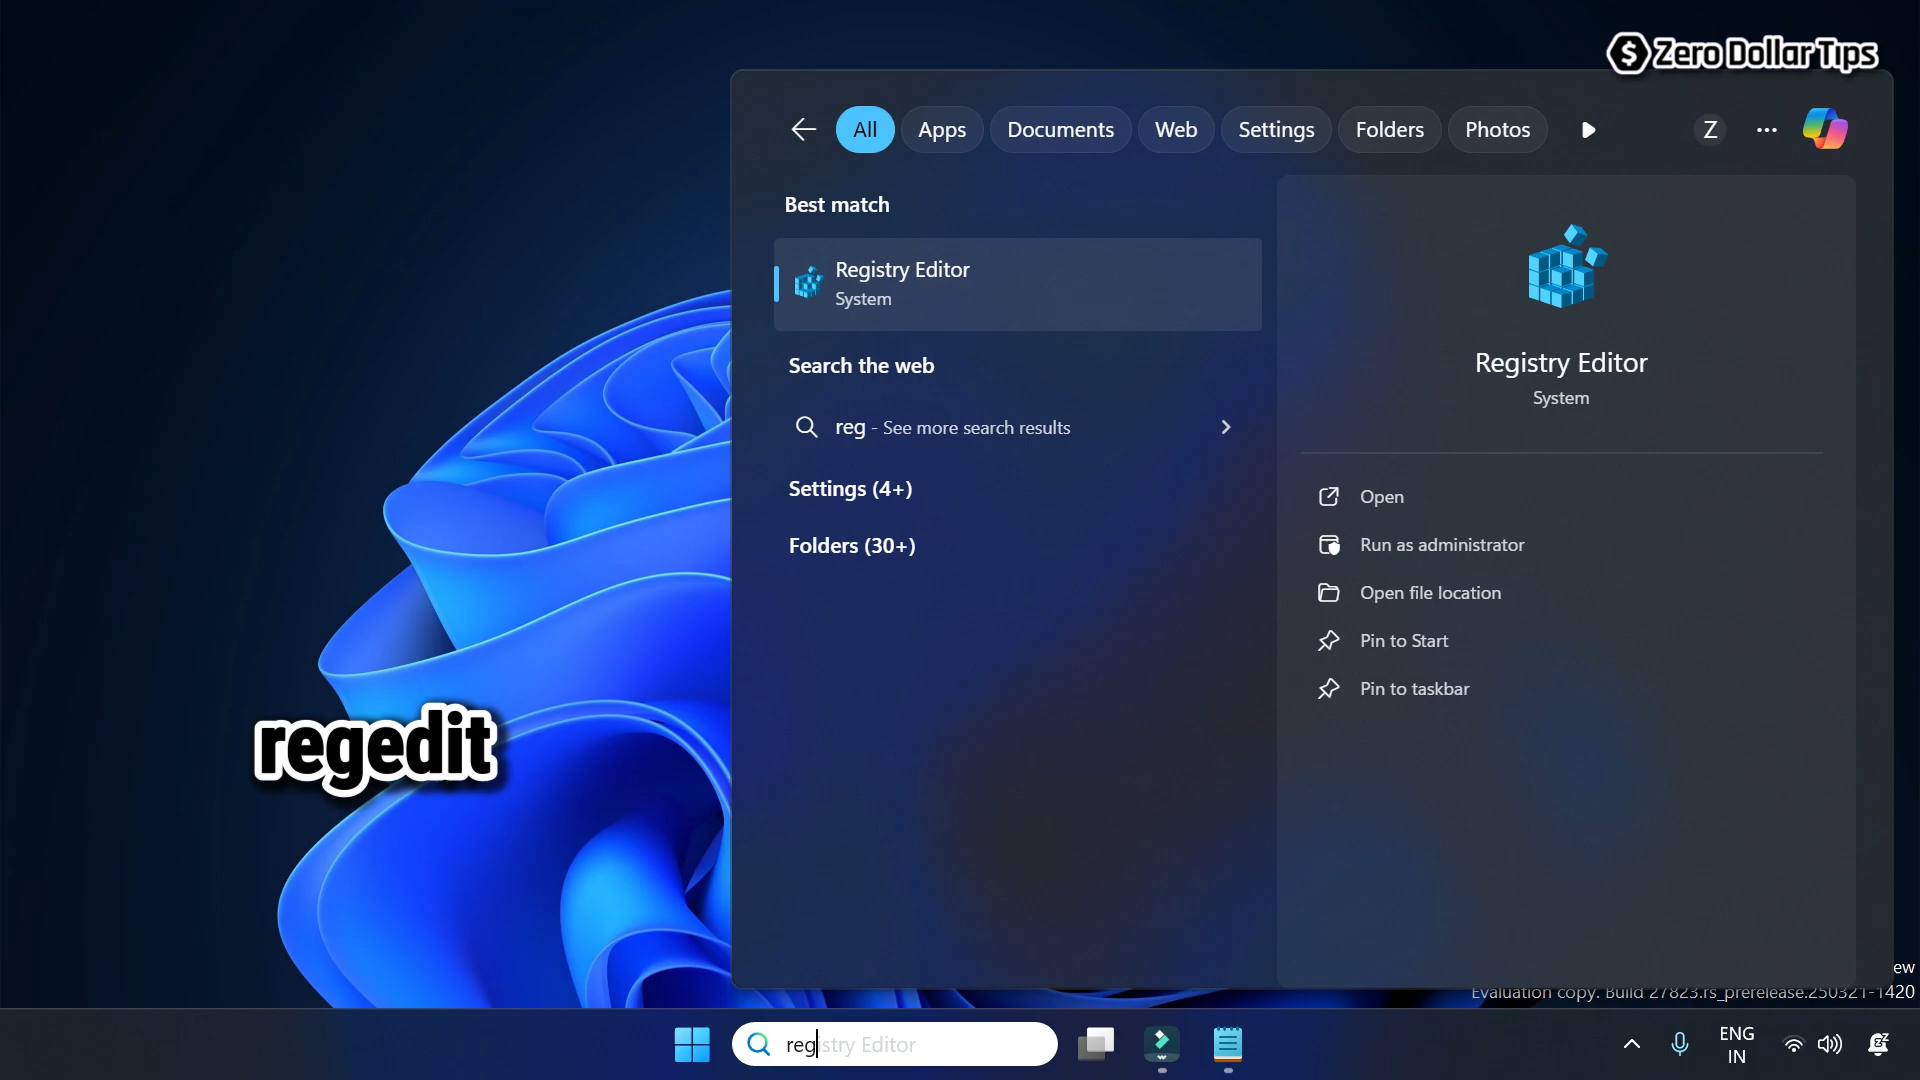 Zero Dollar Tips
All
Apps
Documents
Web
Settings
Folders
Photos
Z
Best match
Registry Editor
System
Search the web
reg - See more search results
Settings (4+)
Folders (30+)
Registry Editor
System
Open
Run as administrator
Open file location
Pin to Start
Pin to taskbar
regedit
ew
Evaluation copy. Build 27823.rs_prerelease.250321-1420
registry Editor
ENG
IN